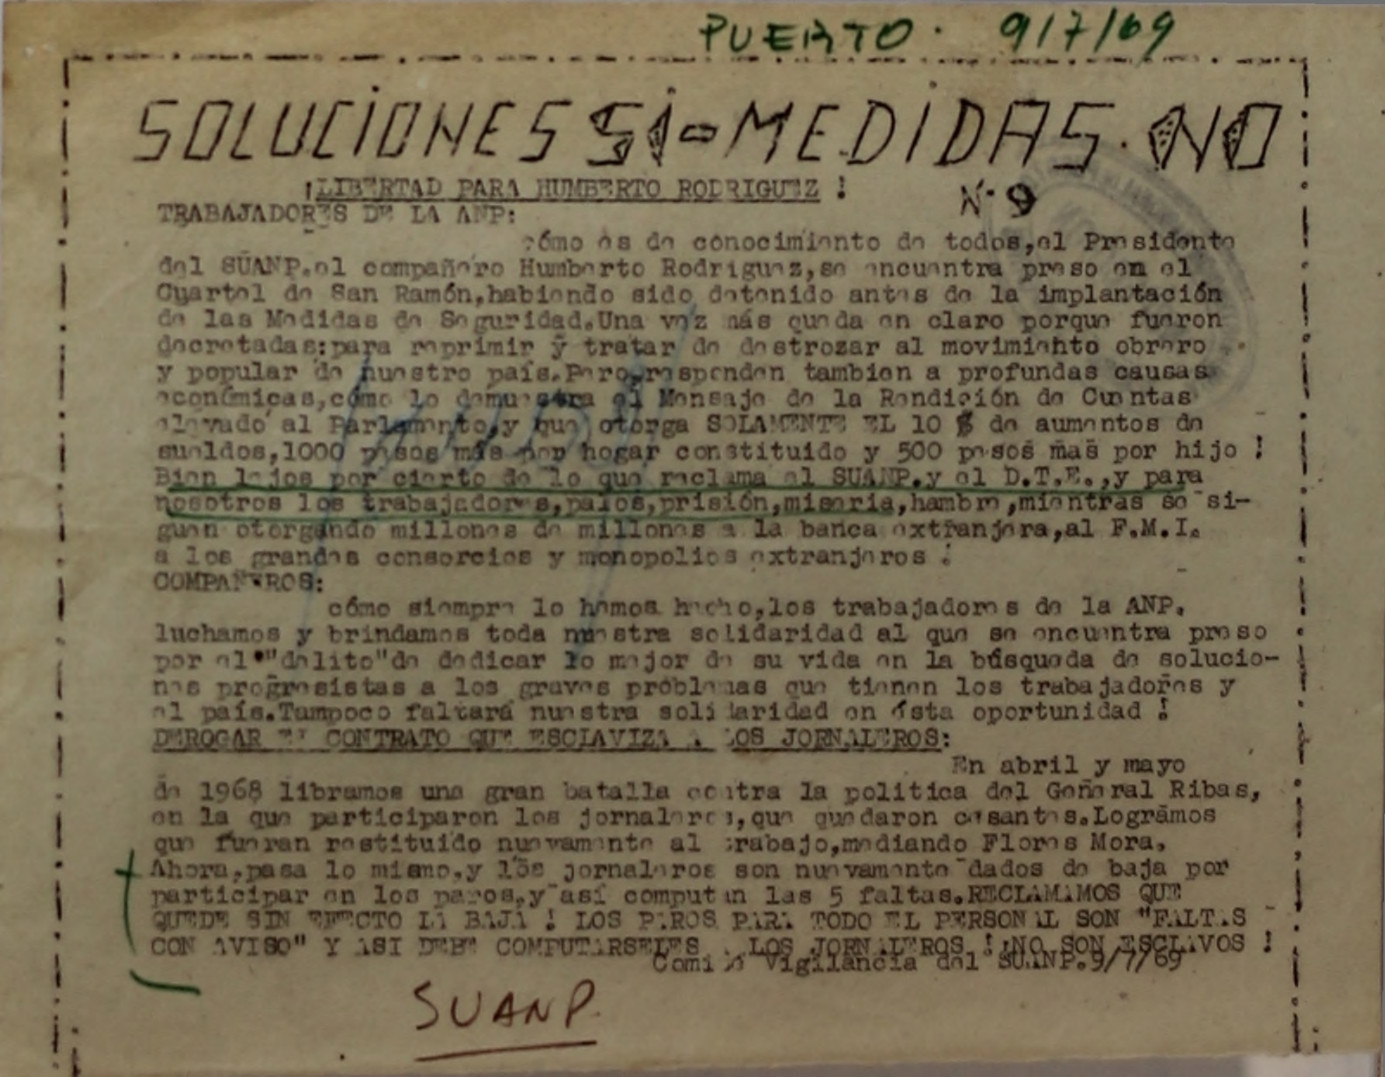 PUERTO. 9/7/69
SOLUCIONES SI=MEDIDAS.NO
¡LIBERTAD PARA HUMBERTO RODRIGUEZ !
Nº 9
TRABAJADORES DE LA ANP:
cómo es de conocimiento de todos,el Presidente
del SUANP.el compañero Humberto Rodriguez,se encuentra preso en el
Cuartel de San Ramón,habiendo sido detenido antes de la implantación
de las Medidas de Seguridad.Una vez más queda en claro porque fueron
decretadas:para reprimir y tratar de destrozar al movimiento obrero
y popular de nuestro país.Pero,responden tambien a profundas causas
económicas,cómo lo demuestra el Mensaje de la Rendición de Cuentas
elevado al Parlamento,y que otorga SOLAMENTE EL 10 % de aumentos de
sueldos,1000 pesos más por hogar constituido y 500 pesos mas por hijo !
Bien lejos por cierto de lo que reclama el SUANP.y el D.T.E.,y para
nosotros los trabajadores,palos,prisión,miseria,hambre,mientras se si-
guen otorgando millones de millones a la banca extranjera,al F.M.I.
a los grandes consorcios y monopolios extranjeros !
COMPAÑEROS:
cómo siempre lo hemos hecho,los trabajadores de la ANP.
luchamos y brindamos toda nuestra solidaridad al que se encuentra preso
por el "delito"de dedicar lo mejor de su vida en la búsqueda de solucio-
nes progresistas a los graves problemas que tienen los trabajadores y
el país.Tampoco faltará nuestra solidaridad en ésta oportunidad !
DEROGAR EL CONTRATO QUE ESCLAVIZA A LOS JORNALEROS:
En abril y mayo
de 1968 libramos una gran batalla contra la politica del General Ribas,
en la que participaron los jornaleros,que quedaron cesantes.Logramos
que fueran restituido nuevamente al trabajo,mediando Flores Mora.
Ahora,pasa lo mismo,y los jornaleros son nuevamente dados de baja por
participar en los paros,y así computan las 5 faltas.RECLAMAMOS QUE
QUEDE SIN EFECTO LA BAJA ! LOS PAROS PARA TODO EL PERSONAL SON "FALTAS
CON AVISO" Y ASI DEBE COMPUTARSELES A LOS JORNALEROS ! ¡NO SON ESCLAVOS !
Comité Vigilancia del SUANP.9/7/69
SUANP.